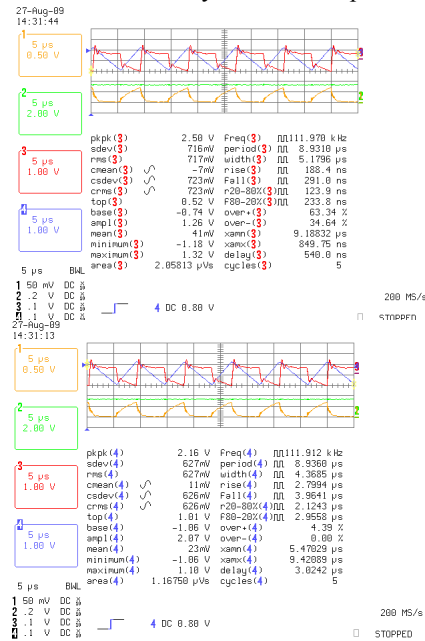 27-Aug-09
14:31:44
1
5 µs
0.50 V
2
5 µs
2.00 V
3
5 µs
1.00 V
4
5 µs
1.00 V
pkpk(3) 2.50 V Freq(3) 111.970 kHz
sdev(3) 716mV period(3) 8.9310 µs
rms(3) 717mV width(3) 5.1796 µs
cmean(3) -7mV rise(3) 188.4 ns
csdev(3) 723mV Fall(3) 291.0 ns
crms(3) 723mV r20-80%(3) 123.9 ns
top(3) 0.52 V f80-20%(3) 233.8 ns
base(3) -0.74 V over+(3) 63.34 %
ampl(3) 1.26 V over-(3) 34.64 %
mean(3) 41mV xamn(3) 9.18832 µs
minimum(3) -1.18 V xamx(3) 849.75 ns
maximum(3) 1.32 V delay(3) 540.0 ns
area(3) 2.05813 µVs cycles(3) 5
5 µs BWL
1 50 mV DC
2 .2 V DC
3 .1 V DC
4 .1 V DC
4 DC 0.80 V
200 MS/s
STOPPED
27-Aug-09
14:31:13
1
5 µs
0.50 V
2
5 µs
2.00 V
3
5 µs
1.00 V
4
5 µs
1.00 V
pkpk(4) 2.16 V Freq(4) 111.912 kHz
sdev(4) 627mV period(4) 8.9360 µs
rms(4) 627mV width(4) 4.3685 µs
cmean(4) 11mV rise(4) 2.7994 µs
csdev(4) 626mV Fall(4) 3.9641 µs
crms(4) 626mV r20-80%(4) 2.1243 µs
top(4) 1.01 V f80-20%(4) 2.9558 µs
base(4) -1.06 V over+(4) 4.39 %
ampl(4) 2.07 V over-(4) 0.00 %
mean(4) 23mV xamn(4) 5.47029 µs
minimum(4) -1.06 V xamx(4) 9.42089 µs
maximum(4) 1.10 V delay(4) 3.0242 µs
area(4) 1.16750 µVs cycles(4) 5
5 µs BWL
1 50 mV DC
2 .2 V DC
3 .1 V DC
4 .1 V DC
4 DC 0.80 V
200 MS/s
STOPPED